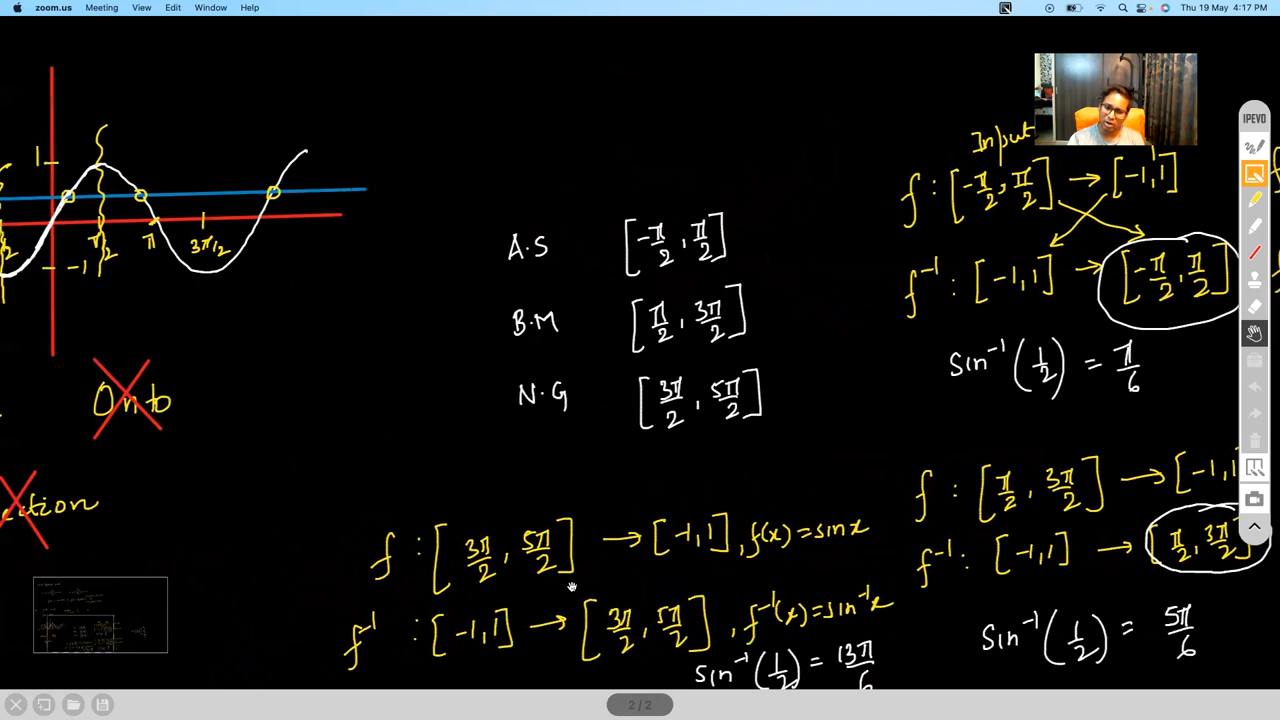 zoom.us Meeting View Edit Window Help
Thu 19 May 4:17 PM
IPEVO
1
π/2 π 3π/2
-1
Onto
ection
A.S [-π/2, π/2]
B.M [π/2, 3π/2]
N.G [3π/2, 5π/2]
Input
f : [-π/2, π/2] → [-1,1]
f⁻¹ : [-1,1] → [-π/2, π/2]
sin⁻¹(1/2) = π/6
f : [π/2, 3π/2] → [-1,1
f⁻¹ : [-1,1] → [π/2, 3π/2]
sin⁻¹(1/2) = 5π/6
f : [3π/2, 5π/2] → [-1,1], f(x)=sinx
f⁻¹ : [-1,1] → [3π/2, 5π/2], f⁻¹(x)=sin⁻¹x
sin⁻¹(1/2) = 13π/6
2 / 2